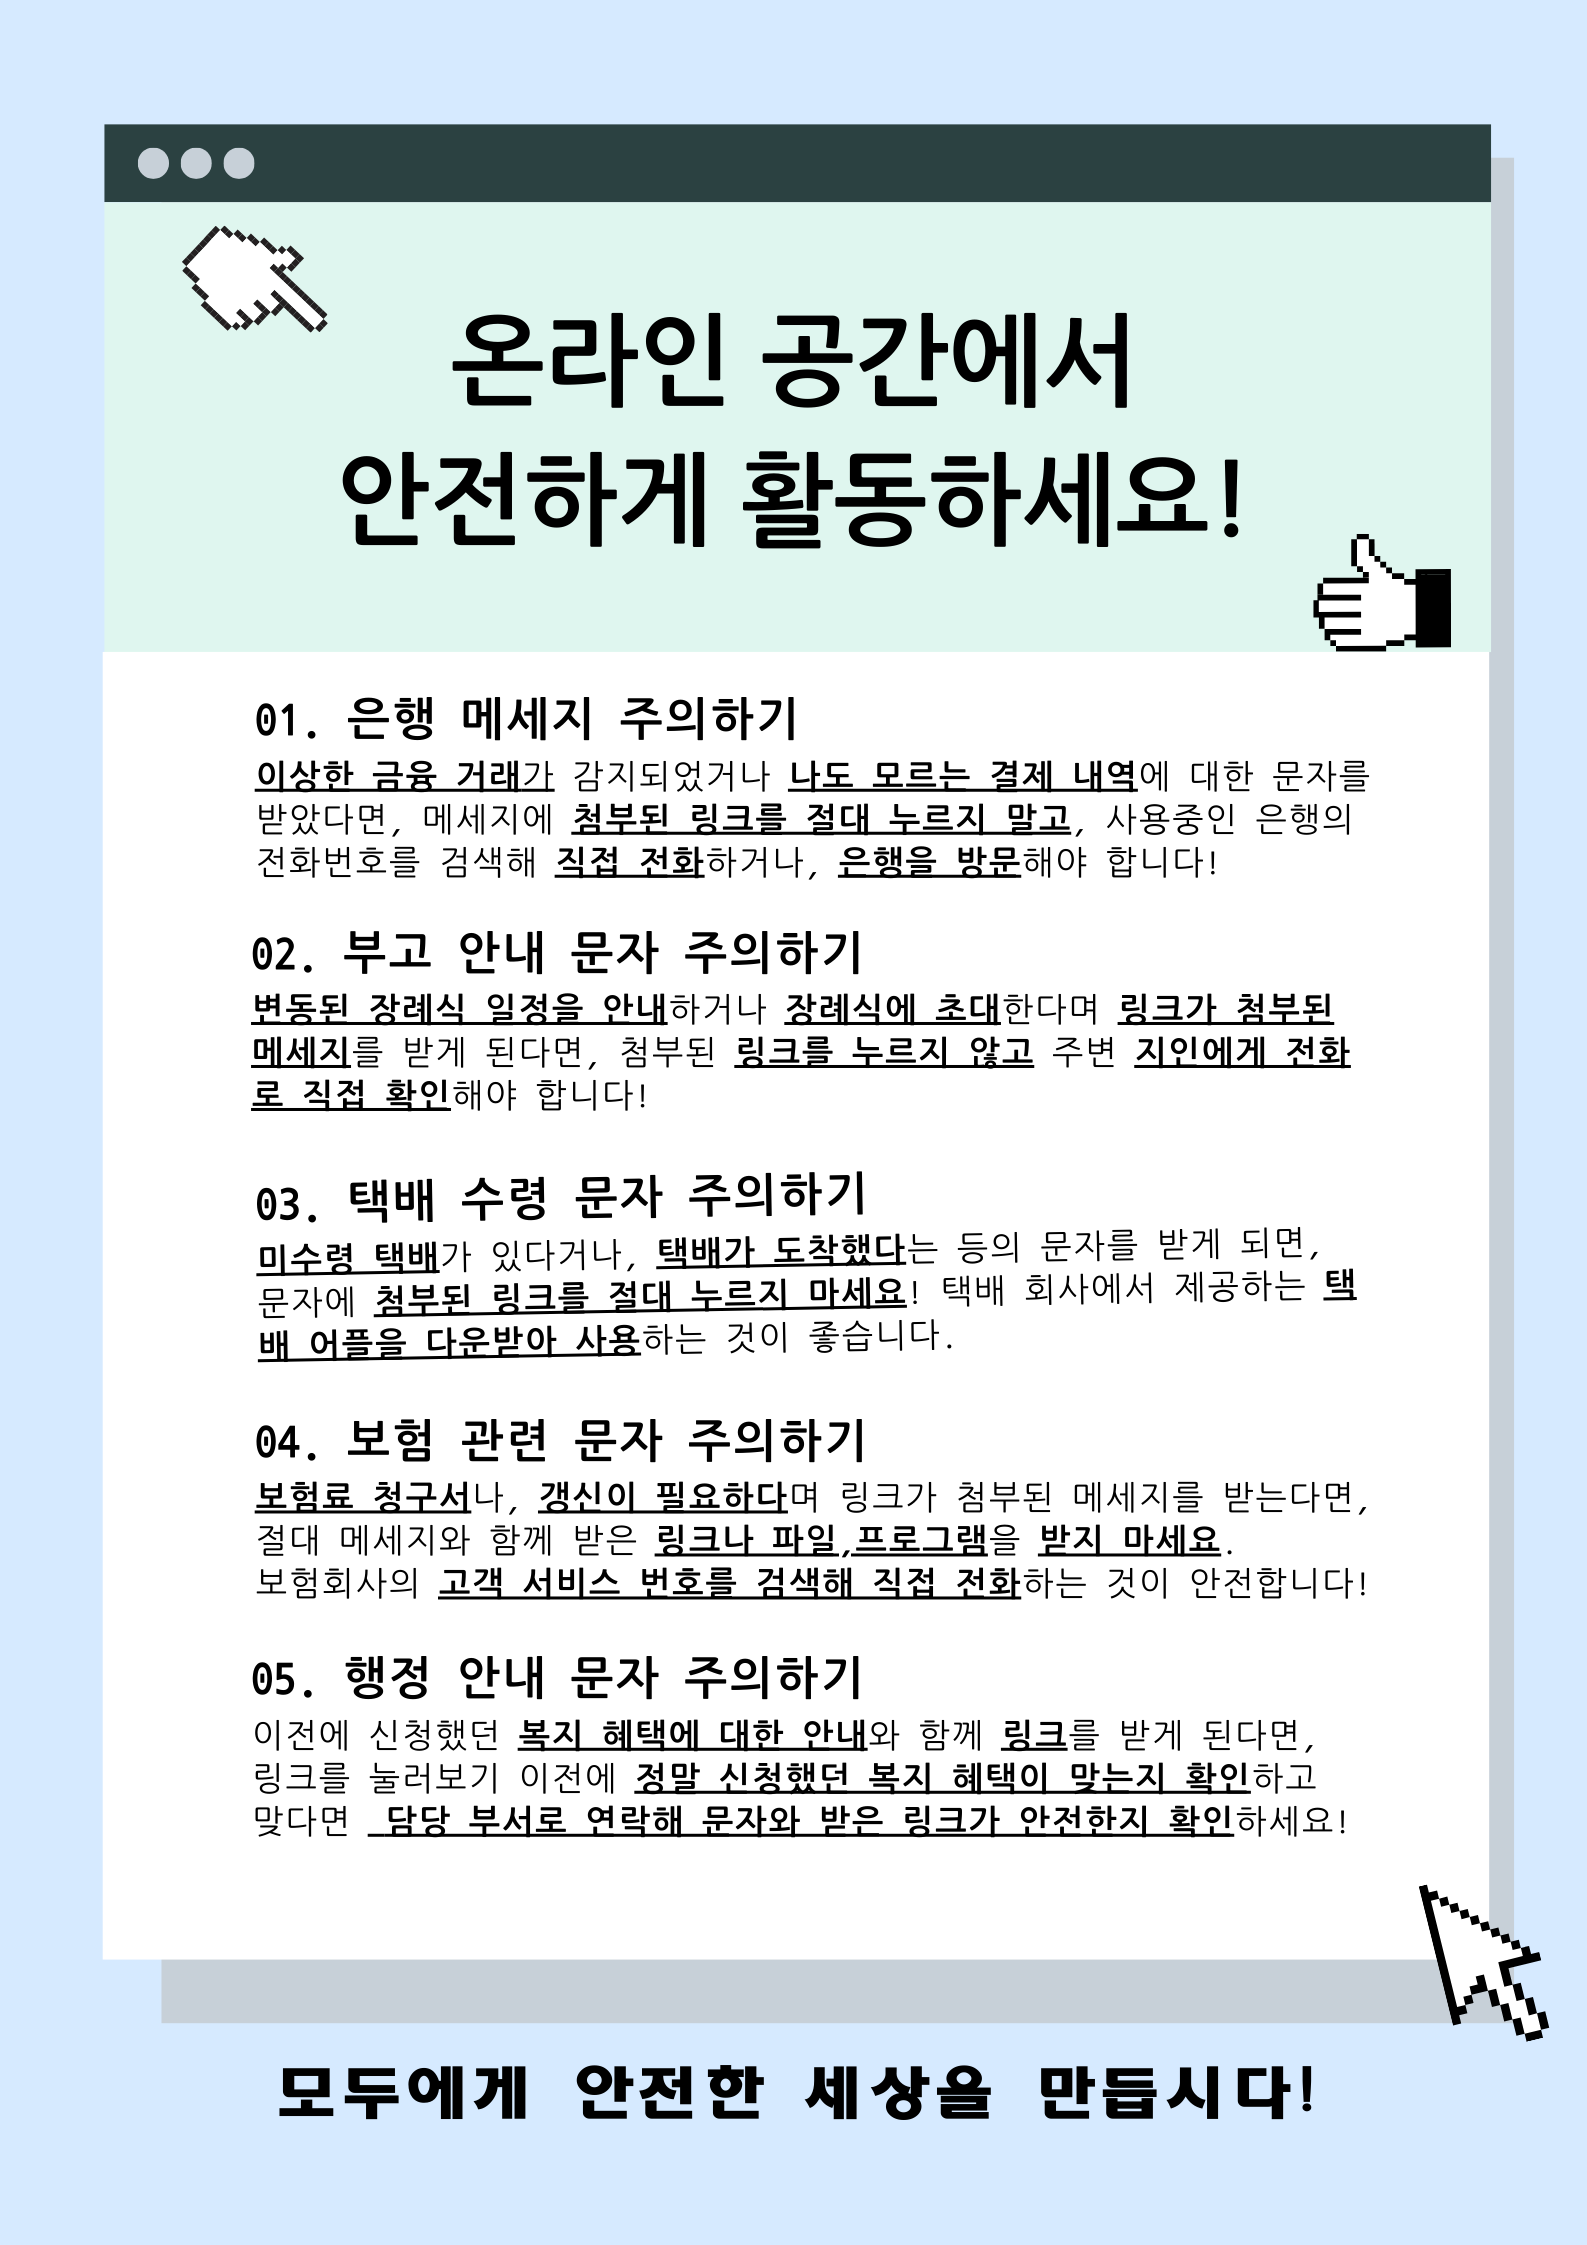 온라인 공간에서
안전하게 활동하세요!
01. 은행 메세지 주의하기
이상한 금융 거래가 감지되었거나 나도 모르는 결제 내역에 대한 문자를
받았다면, 메세지에 첨부된 링크를 절대 누르지 말고, 사용중인 은행의
전화번호를 검색해 직접 전화하거나, 은행을 방문해야 합니다!
02. 부고 안내 문자 주의하기
변동된 장례식 일정을 안내하거나 장례식에 초대한다며 링크가 첨부된
메세지를 받게 된다면, 첨부된 링크를 누르지 않고 주변 지인에게 전화
로 직접 확인해야 합니다!
03. 택배 수령 문자 주의하기
미수령 택배가 있다거나, 택배가 도착했다는 등의 문자를 받게 되면,
문자에 첨부된 링크를 절대 누르지 마세요! 택배 회사에서 제공하는 택
배 어플을 다운받아 사용하는 것이 좋습니다.
04. 보험 관련 문자 주의하기
보험료 청구서나, 갱신이 필요하다며 링크가 첨부된 메세지를 받는다면,
절대 메세지와 함께 받은 링크나 파일,프로그램을 받지 마세요.
보험회사의 고객 서비스 번호를 검색해 직접 전화하는 것이 안전합니다!
05. 행정 안내 문자 주의하기
이전에 신청했던 복지 혜택에 대한 안내와 함께 링크를 받게 된다면,
링크를 눌러보기 이전에 정말 신청했던 복지 혜택이 맞는지 확인하고
맞다면 담당 부서로 연락해 문자와 받은 링크가 안전한지 확인하세요!
모두에게 안전한 세상을 만듭시다!